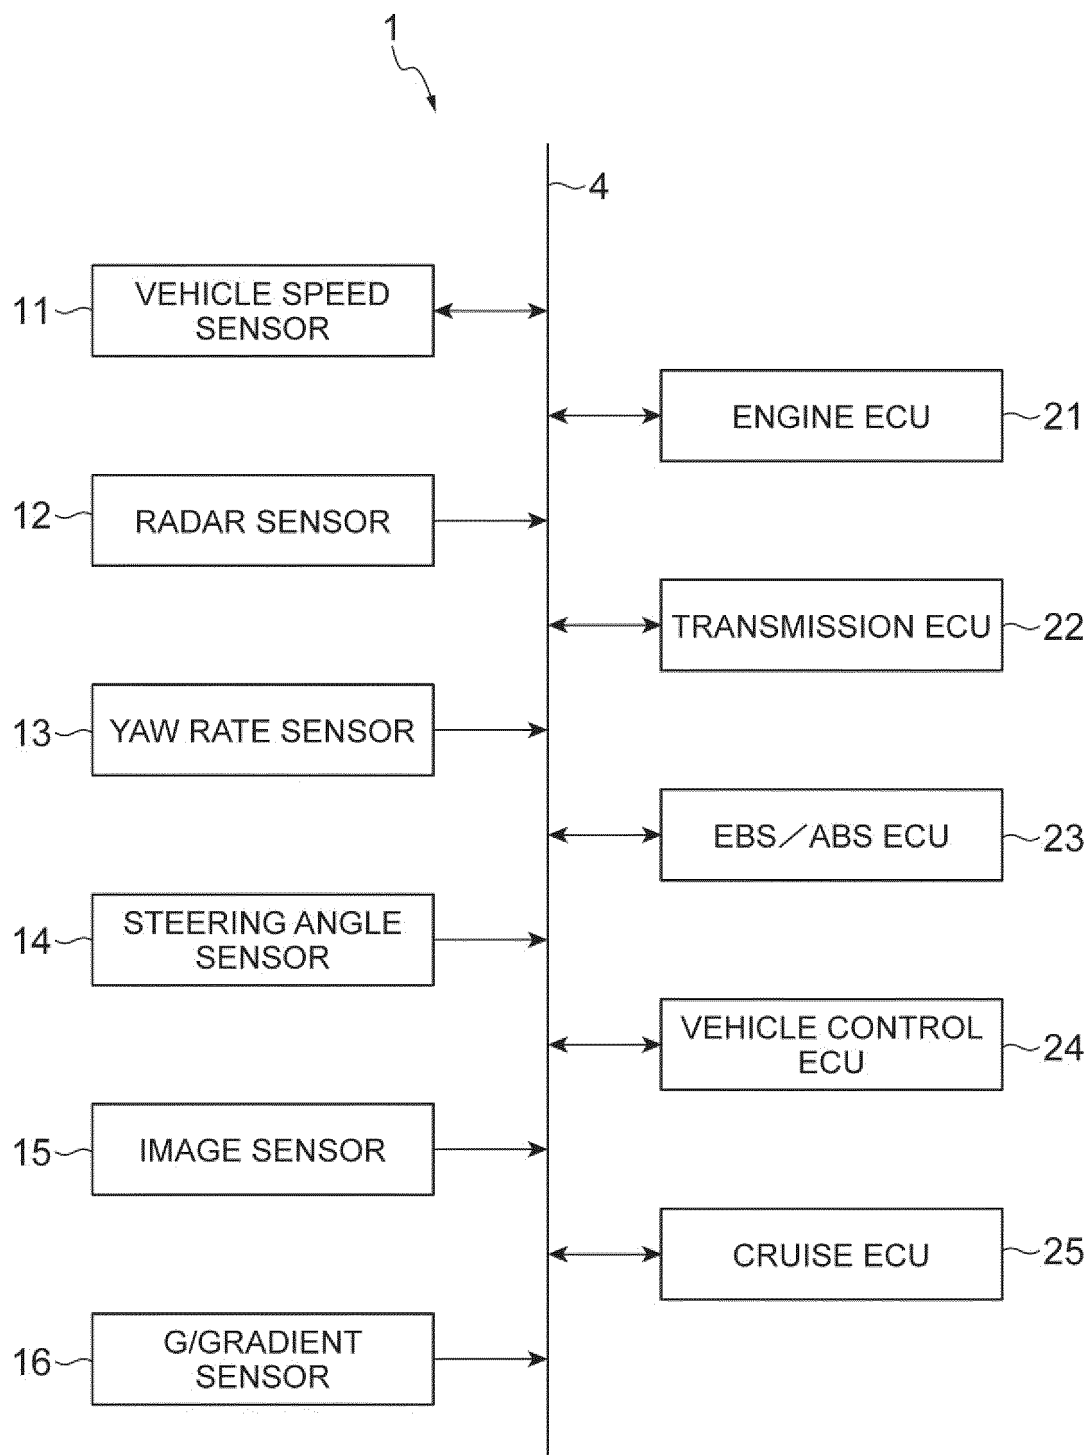 1
4
11
VEHICLE SPEED
SENSOR
ENGINE ECU
21
12
RADAR SENSOR
TRANSMISSION ECU
22
13
YAW RATE SENSOR
EBS/ABS ECU
23
14
STEERING ANGLE
SENSOR
VEHICLE CONTROL
ECU
24
15
IMAGE SENSOR
CRUISE ECU
25
16
G/GRADIENT
SENSOR